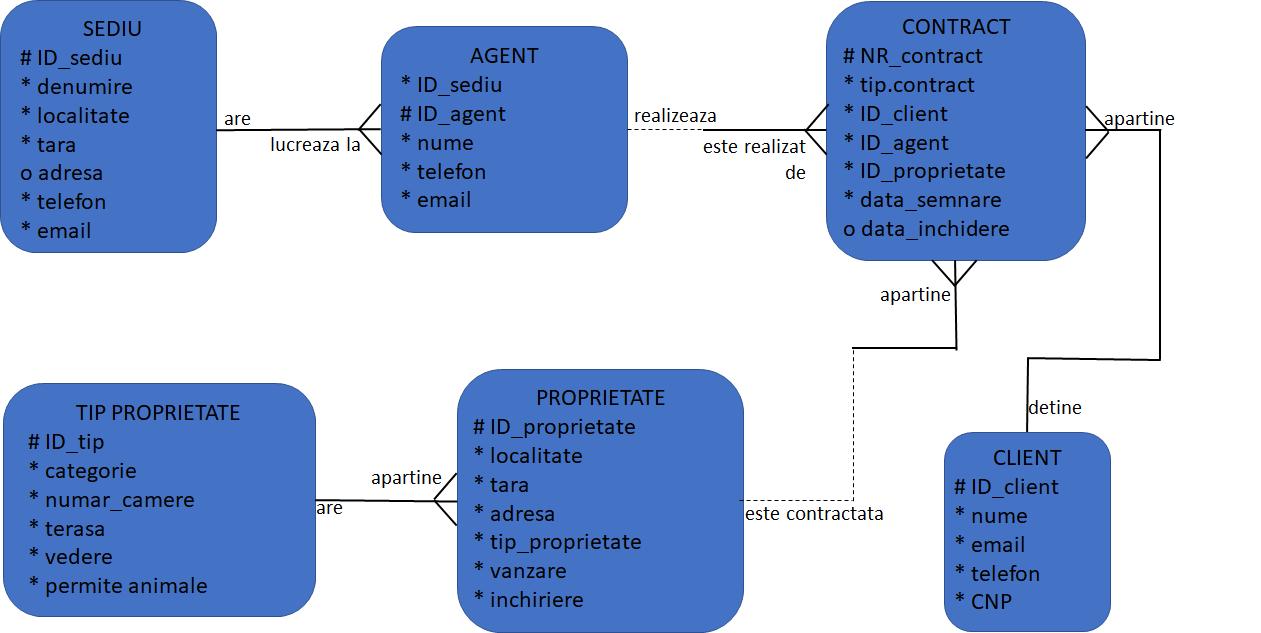 SEDIU
# ID_sediu
* denumire
* localitate
* tara
o adresa
* telefon
* email
are
lucreaza la
AGENT
* ID_sediu
# ID_agent
* nume
* telefon
* email
realizeaza
este realizat
de
CONTRACT
# NR_contract
* tip.contract
* ID_client
* ID_agent
* ID_proprietate
* data_semnare
o data_inchidere
apartine
apartine
TIP PROPRIETATE
# ID_tip
* categorie
* numar_camere
* terasa
* vedere
* permite animale
apartine
are
PROPRIETATE
# ID_proprietate
* localitate
* tara
* adresa
* tip_proprietate
* vanzare
* inchiriere
este contractata
detine
CLIENT
# ID_client
* nume
* email
* telefon
* CNP